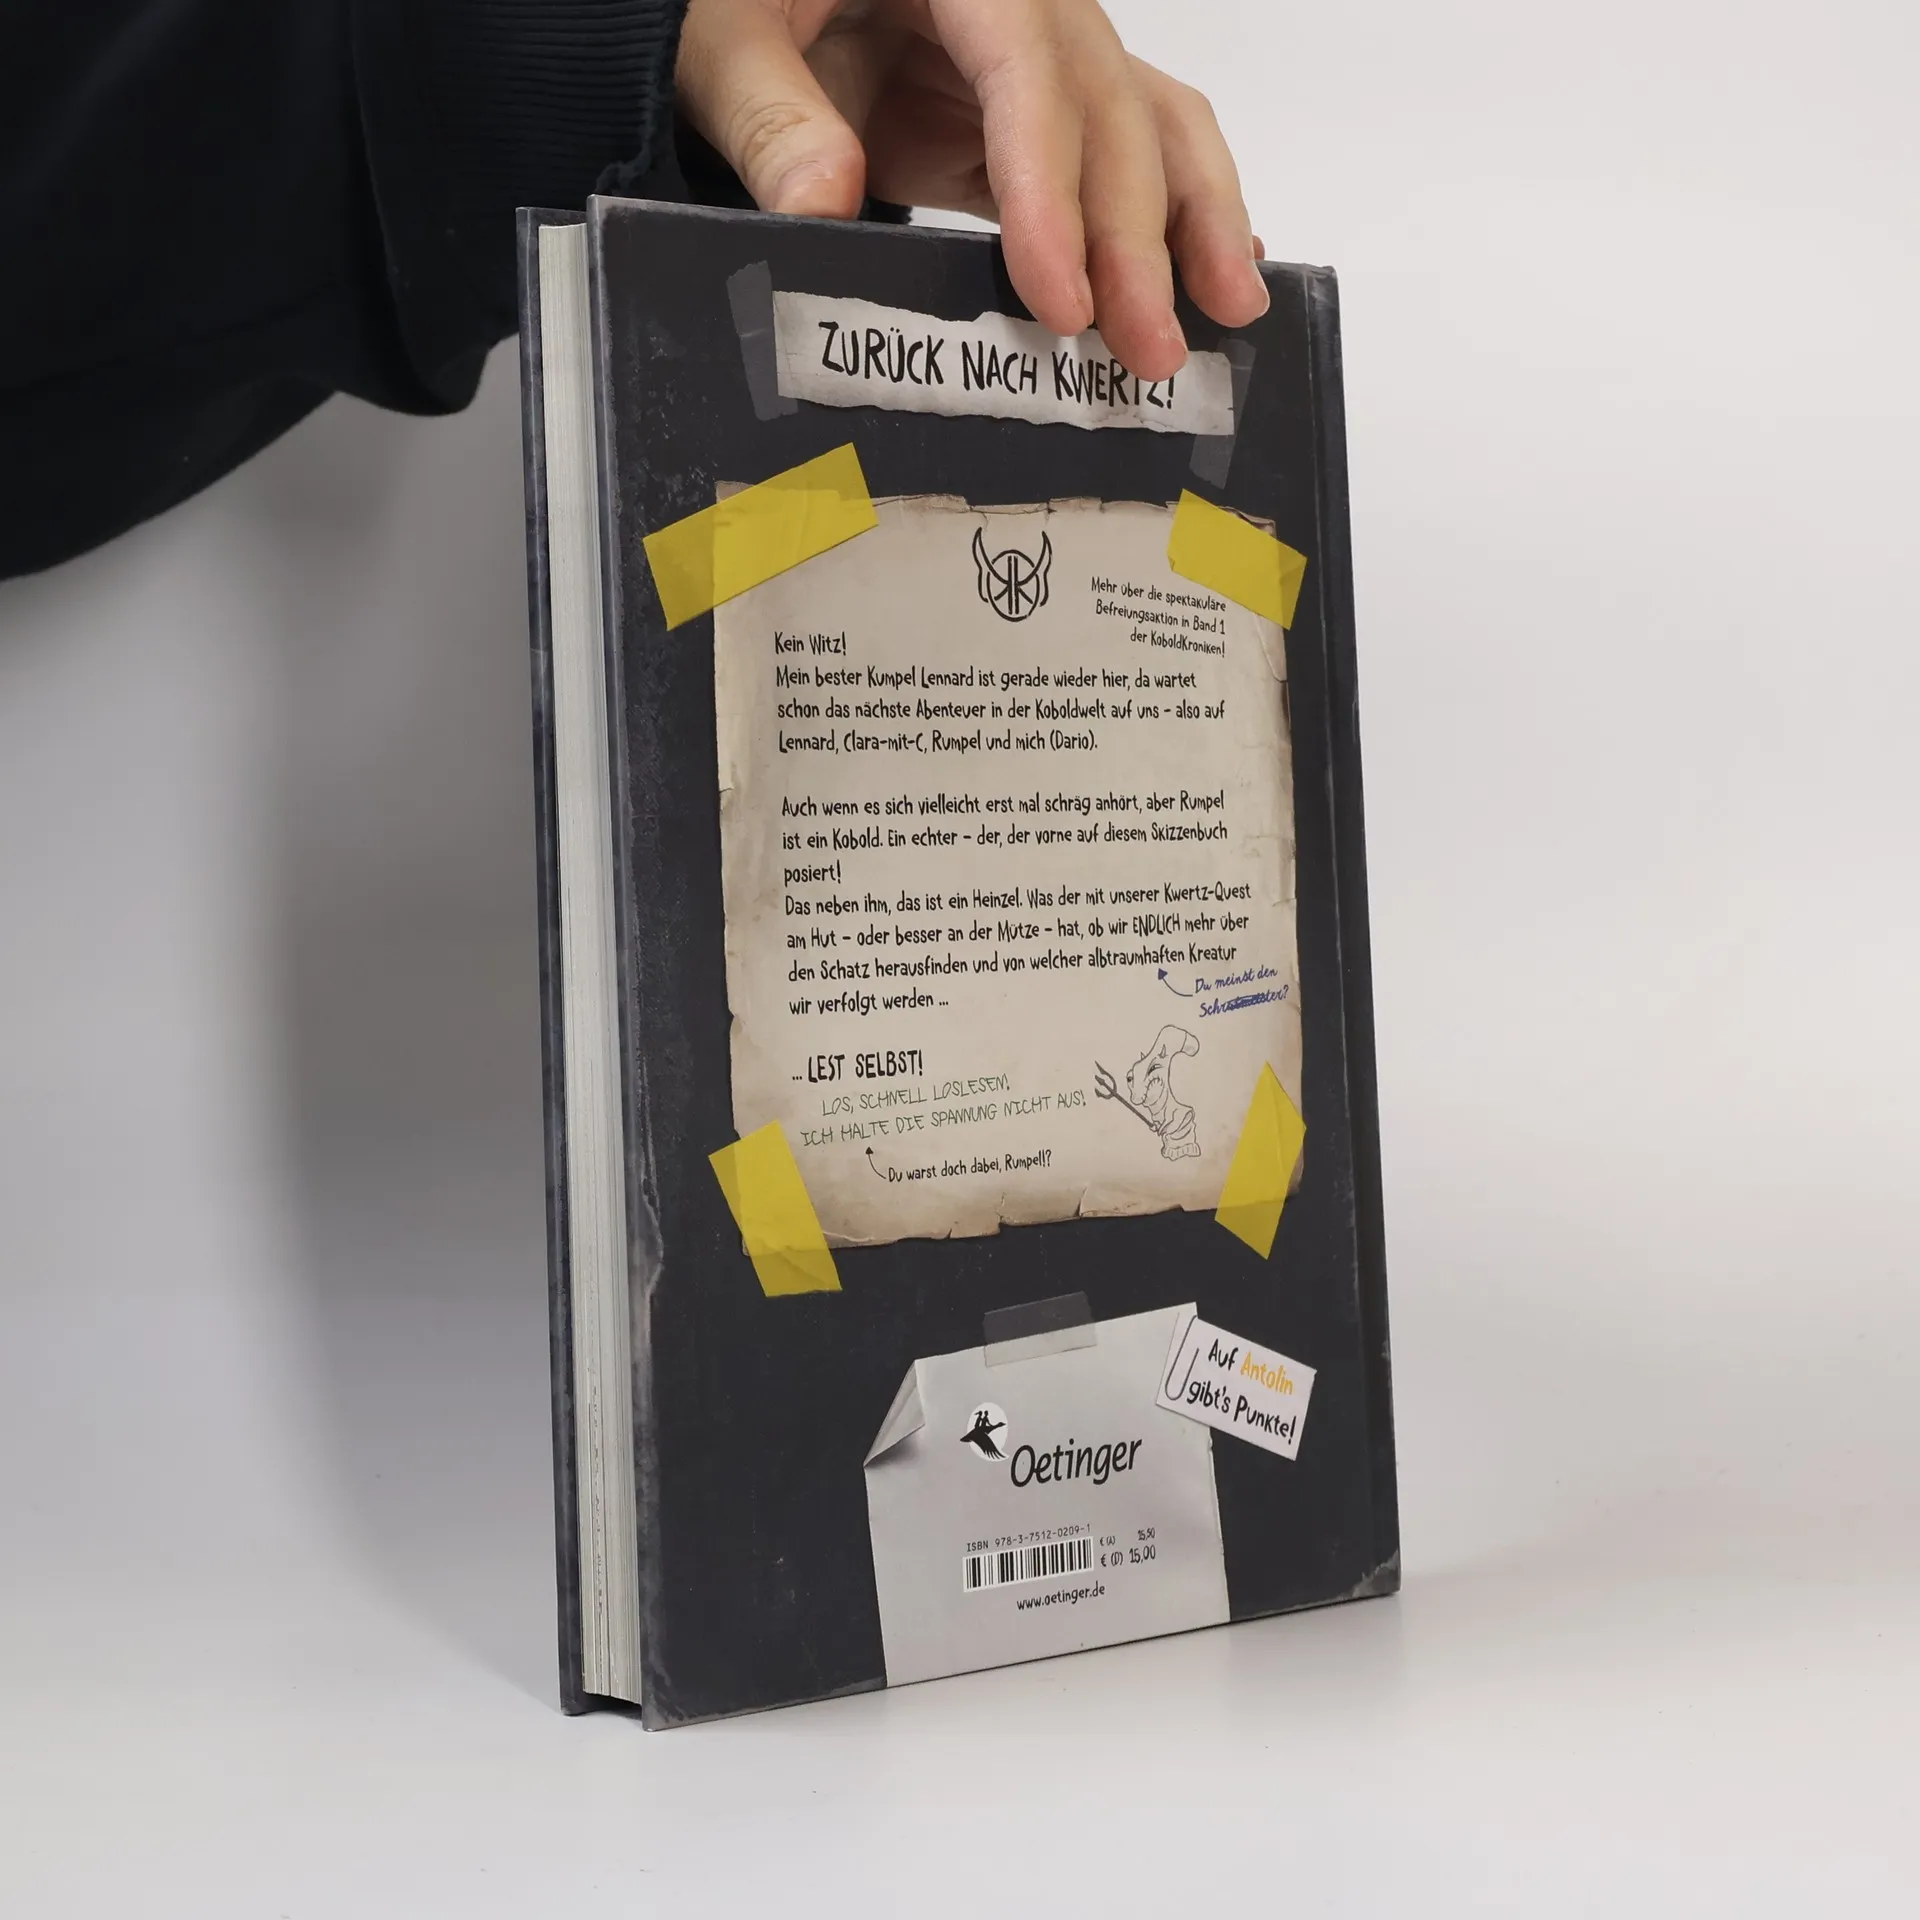 ZURÜCK NACH KWERTZ!
Mehr über die spektakuläre
Befreiungsaktion in Band 1
der KoboldKroniken!
Kein Witz!
Mein bester Kumpel Lennard ist gerade wieder hier, da wartet
schon das nächste Abenteuer in der Koboldwelt auf uns – also auf
Lennard, Clara-mit-C, Rumpel und mich (Dario).
Auch wenn es sich vielleicht erst mal schräg anhört, aber Rumpel
ist ein Kobold. Ein echter – der, der vorne auf diesem Skizzenbuch
posiert!
Das neben ihm, das ist ein Heinzel. Was der mit unserer Kwertz-Quest
am Hut – oder besser an der Mütze – hat, ob wir ENDLICH mehr über
den Schatz herausfinden und von welcher albtraumhaften Kreatur
wir verfolgt werden ...
Du meinst den
... LEST SELBST!
LOS, SCHNELL LOSLESEN!
ICH HALTE DIE SPANNUNG NICHT AUS!
Du warst doch dabei, Rumpel!?
Auf Antolin
gibt's Punkte!
Oetinger
ISBN 978-3-7512-0209-1
€ (A) 15,50
€ (D) 15,00
www.oetinger.de